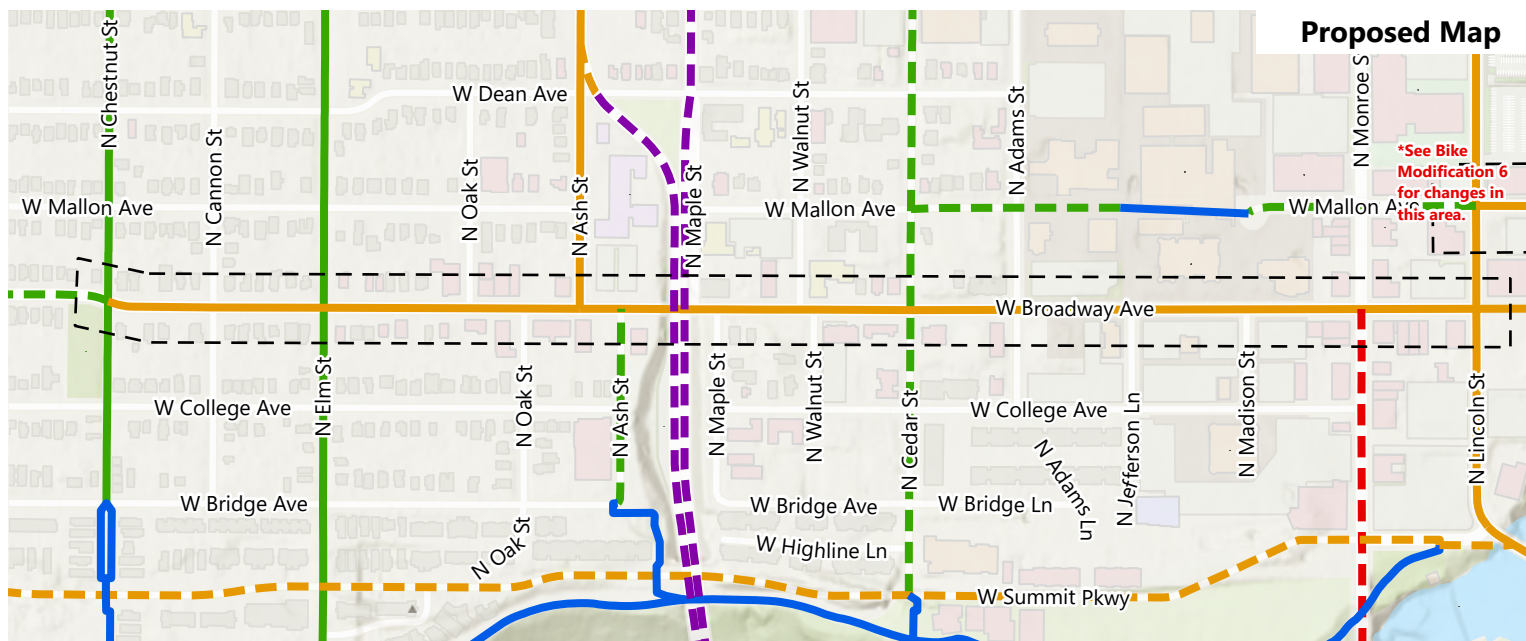 Proposed Map
N Chestnut St
W Dean Ave
N Walnut St
N Adams St
N Monroe S
*See Bike
Modification 6
for changes in
this area.
N Cannon St
N Oak St
N Ash St
N Maple St
W Mallon Ave
W Mallon Ave
W Mallon Ave
W Broadway Ave
N Elm St
N Oak St
N Ash St
N Maple St
N Walnut St
N Cedar St
N Jefferson Ln
N Madison St
N Lincoln St
W College Ave
W College Ave
N Adams Ln
W Bridge Ave
W Bridge Ave
W Bridge Ln
N Oak St
W Highline Ln
W Summit Pkwy